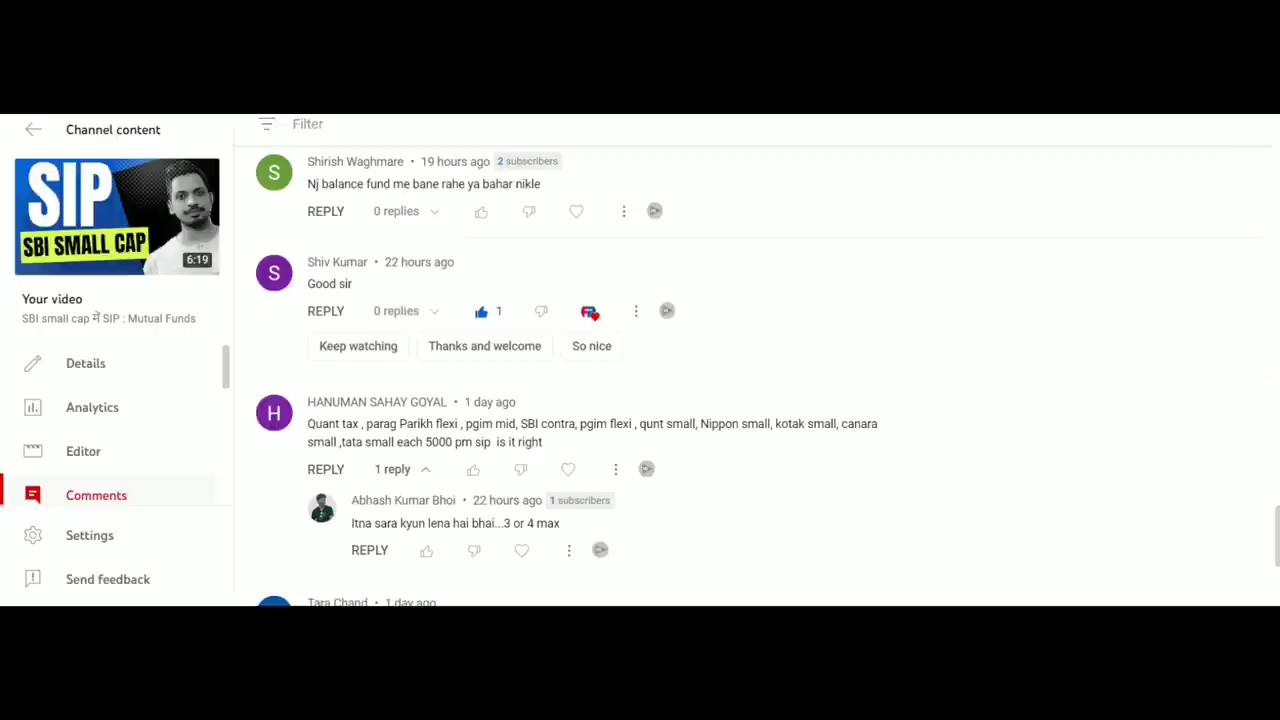 Channel content
SIP
SBI SMALL CAP
6:19
Your video
SBI small cap में SIP : Mutual Funds
Details
Analytics
Editor
Comments
Settings
Send feedback
Filter
S
Shirish Waghmare • 19 hours ago 2 subscribers
Nj balance fund me bane rahe ya bahar nikle
REPLY 0 replies
S
Shiv Kumar • 22 hours ago
Good sir
REPLY 0 replies 1
Keep watching Thanks and welcome So nice
H
HANUMAN SAHAY GOYAL • 1 day ago
Quant tax , parag Parikh flexi , pgim mid, SBI contra, pgim flexi , qunt small, Nippon small, kotak small, canara
small ,tata small each 5000 pm sip is it right
REPLY 1 reply
Abhash Kumar Bhoi • 22 hours ago 1 subscribers
Itna sara kyun lena hai bhai...3 or 4 max
REPLY
Tara Chand • 1 day ago